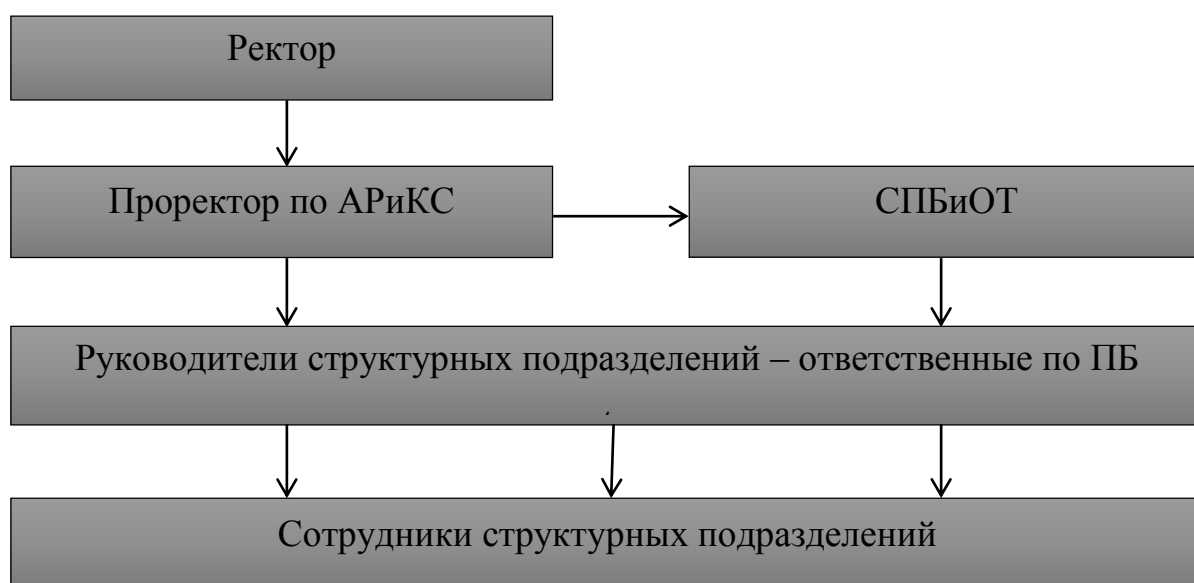 Ректор
Проректор по АРиКС
СПБиОТ
Руководители структурных подразделений – ответственные по ПБ
Сотрудники структурных подразделений